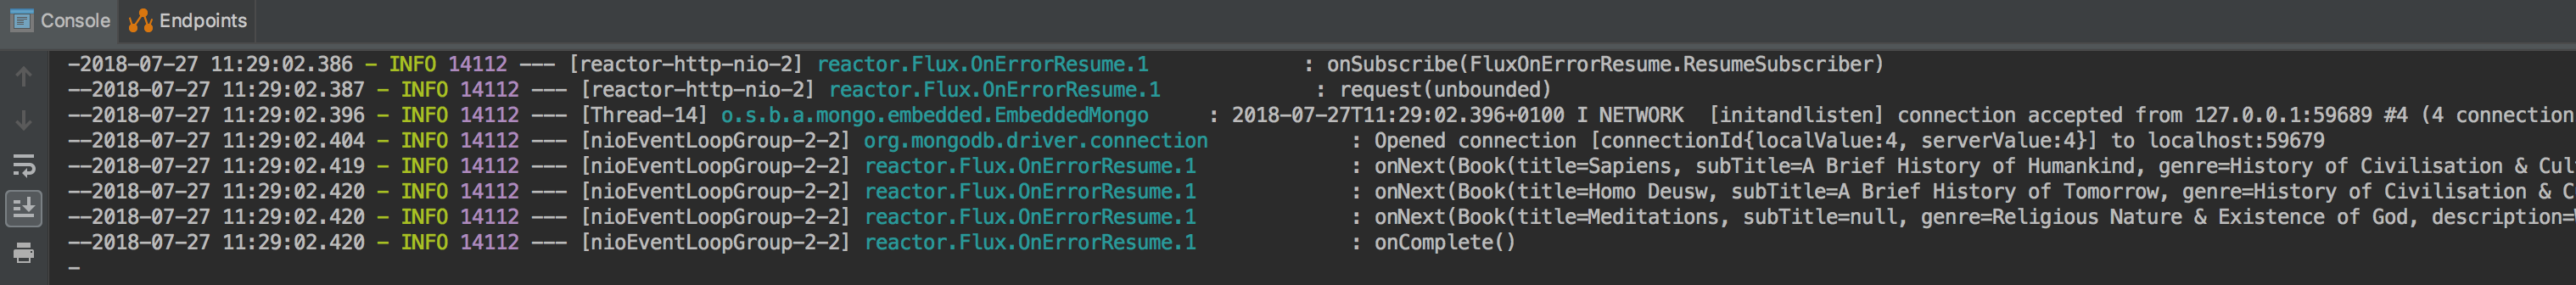 Console Endpoints
-2018-07-27 11:29:02.386 - INFO 14112 --- [reactor-http-nio-2] reactor.Flux.OnErrorResume.1 : onSubscribe(FluxOnErrorResume.ResumeSubscriber)
--2018-07-27 11:29:02.387 - INFO 14112 --- [reactor-http-nio-2] reactor.Flux.OnErrorResume.1 : request(unbounded)
--2018-07-27 11:29:02.396 - INFO 14112 --- [Thread-14] o.s.b.a.mongo.embedded.EmbeddedMongo : 2018-07-27T11:29:02.396+0100 I NETWORK [initandlisten] connection accepted from 127.0.0.1:59689 #4 (4 connection
--2018-07-27 11:29:02.404 - INFO 14112 --- [nioEventLoopGroup-2-2] org.mongodb.driver.connection : Opened connection [connectionId{localValue:4, serverValue:4}] to localhost:59679
--2018-07-27 11:29:02.419 - INFO 14112 --- [nioEventLoopGroup-2-2] reactor.Flux.OnErrorResume.1 : onNext(Book(title=Sapiens, subTitle=A Brief History of Humankind, genre=History of Civilisation & Cul
--2018-07-27 11:29:02.420 - INFO 14112 --- [nioEventLoopGroup-2-2] reactor.Flux.OnErrorResume.1 : onNext(Book(title=Homo Deusw, subTitle=A Brief History of Tomorrow, genre=History of Civilisation & C
--2018-07-27 11:29:02.420 - INFO 14112 --- [nioEventLoopGroup-2-2] reactor.Flux.OnErrorResume.1 : onNext(Book(title=Meditations, subTitle=null, genre=Religious Nature & Existence of God, description=
--2018-07-27 11:29:02.420 - INFO 14112 --- [nioEventLoopGroup-2-2] reactor.Flux.OnErrorResume.1 : onComplete()
-